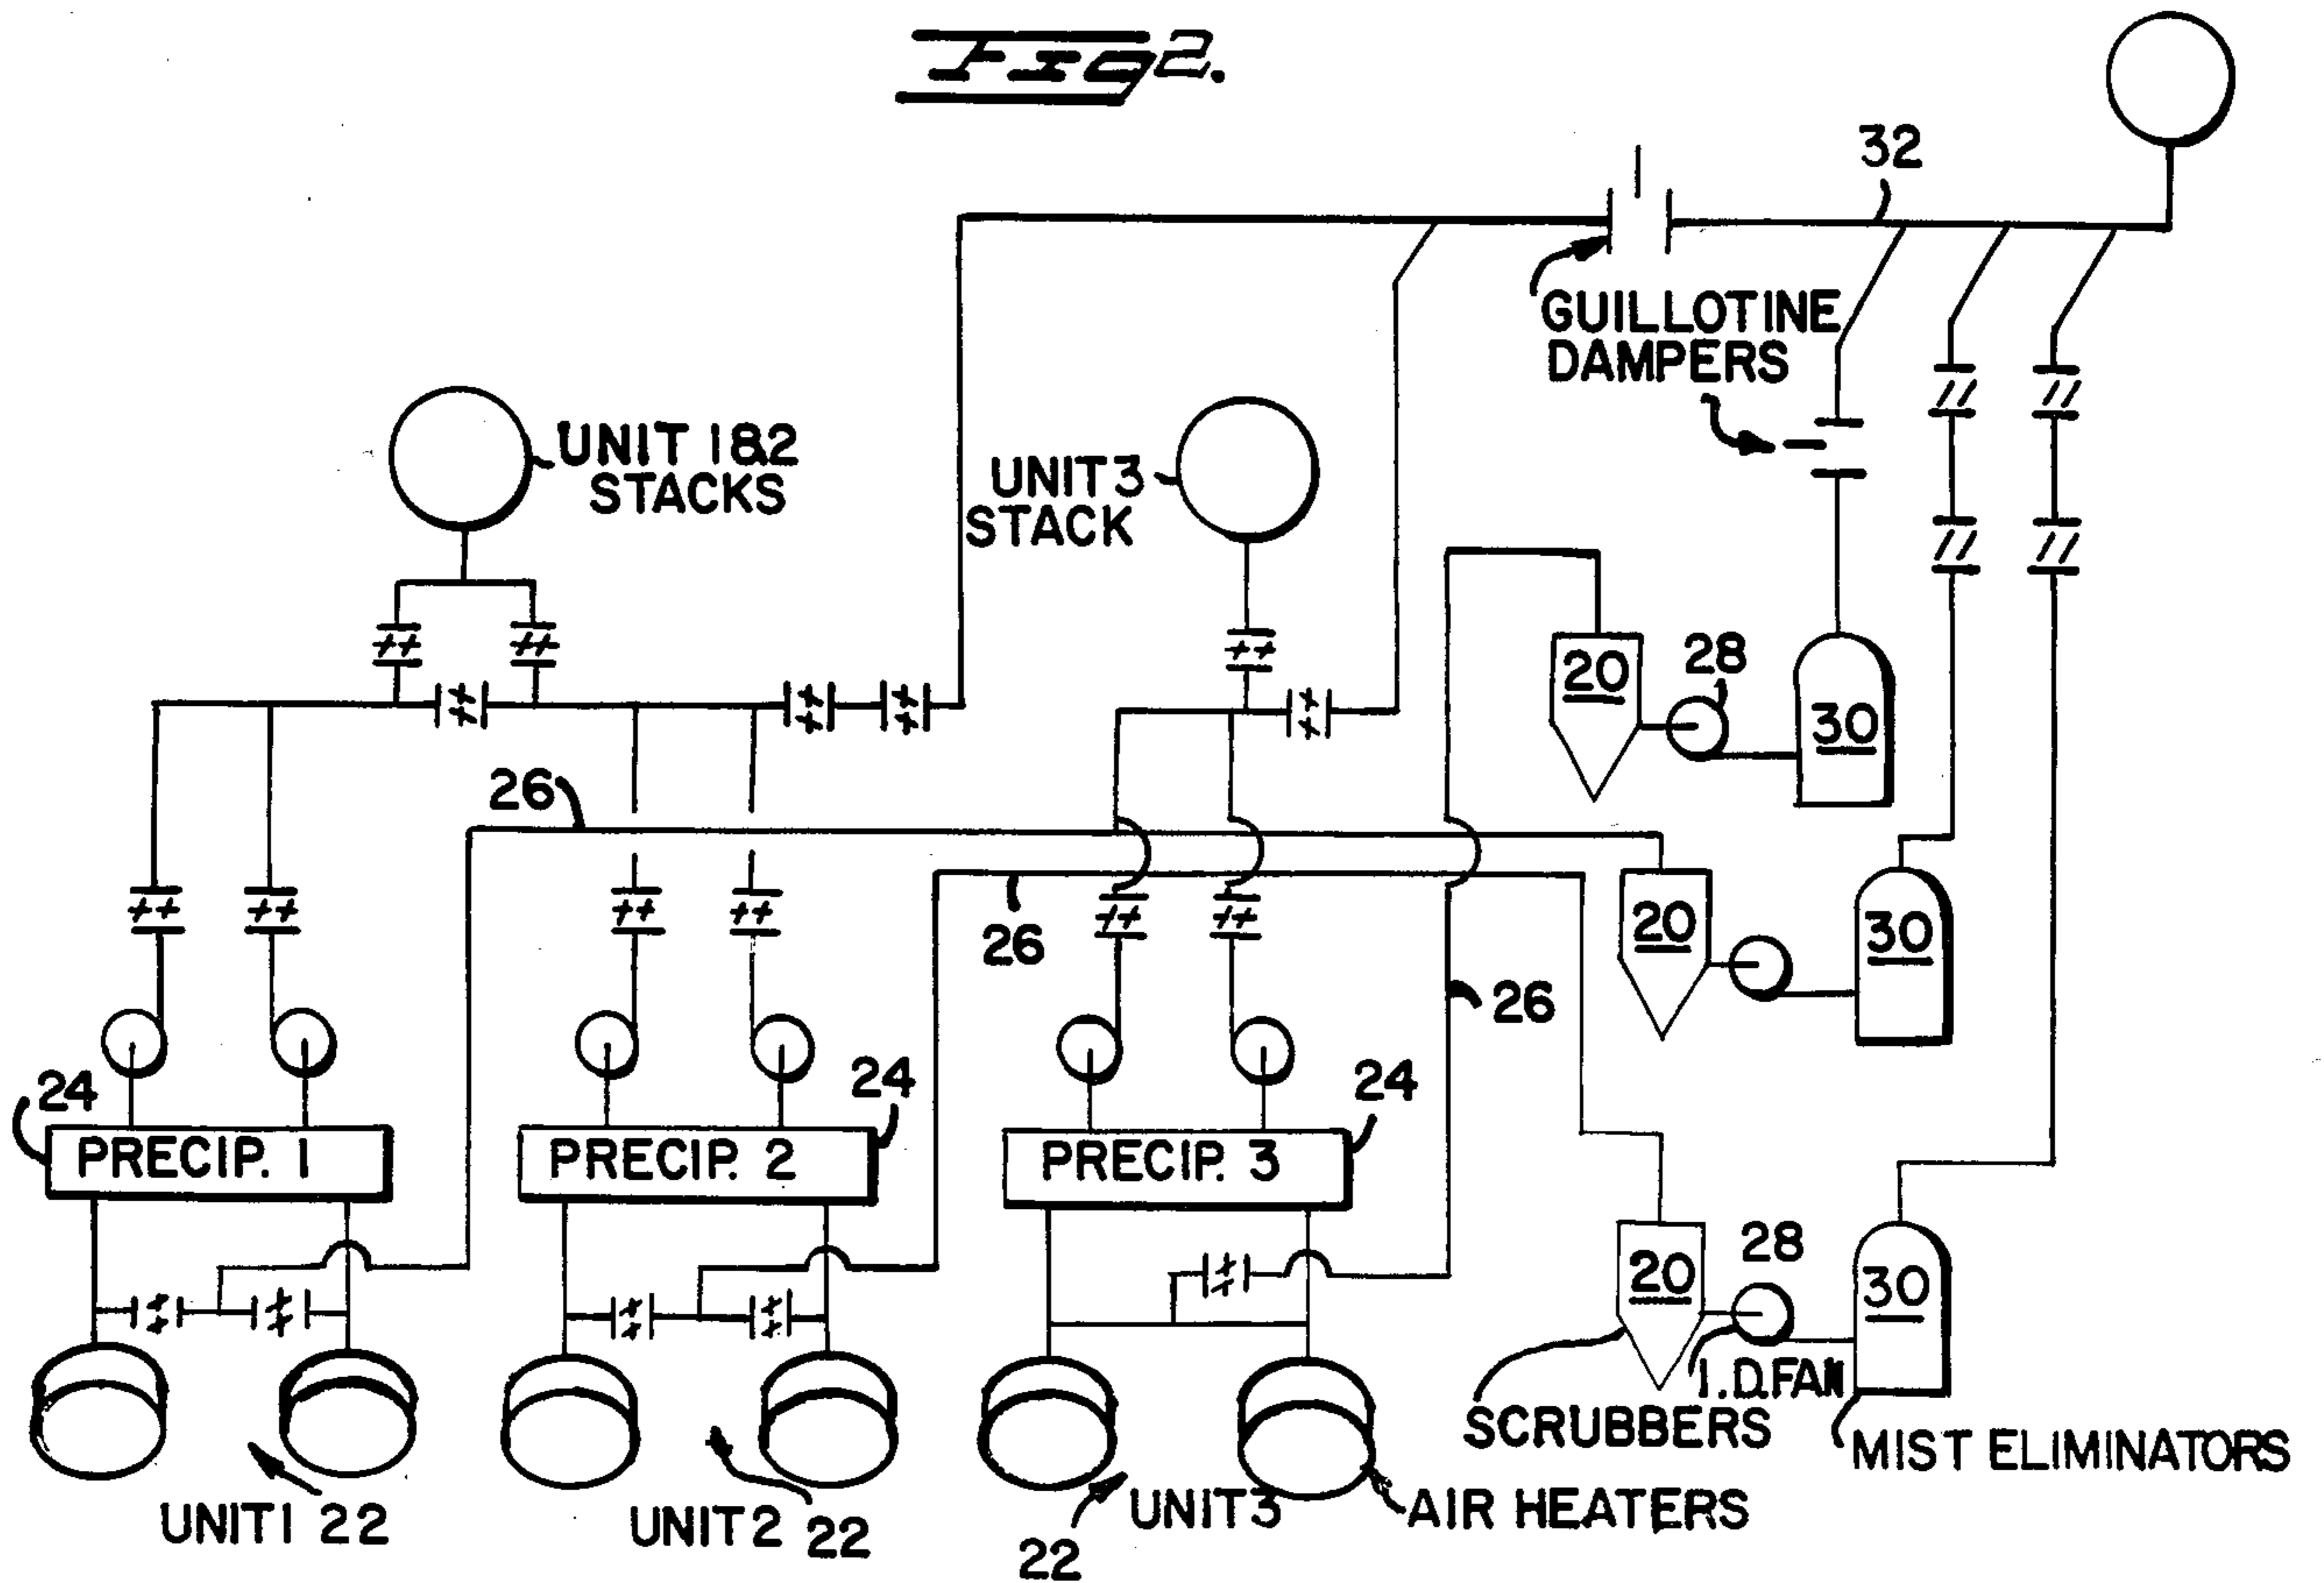 Fig 2.
32
GUILLOTINE
DAMPERS
UNIT 1&2
STACKS
UNIT 3
STACK
20
28
30
26
20
30
26
26
24
PRECIP. 1
24
PRECIP. 2
24
PRECIP. 3
20
28
30
I.D. FAN
SCRUBBERS
MIST ELIMINATORS
UNIT 1 22
UNIT 2 22
22
UNIT 3
AIR HEATERS